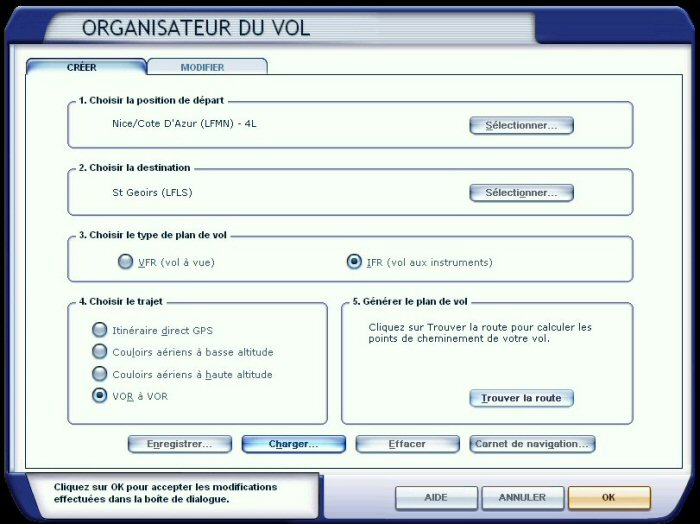 ORGANISATEUR DU VOL
CRÉER
MODIFIER
1. Choisir la position de départ
Nice/Cote D'Azur (LFMN) - 4L
Sélectionner...
2. Choisir la destination
St Geoirs (LFLS)
Sélectionner...
3. Choisir le type de plan de vol
VFR (vol à vue)
IFR (vol aux instruments)
4. Choisir le trajet
Itinéraire direct GPS
Couloirs aériens à basse altitude
Couloirs aériens à haute altitude
VOR à VOR
5. Générer le plan de vol
Cliquez sur Trouver la route pour calculer les
points de cheminement de votre vol.
Trouver la route
Enregistrer...
Charger...
Effacer
Carnet de navigation...
Cliquez sur OK pour accepter les modifications
effectuées dans la boîte de dialogue.
AIDE
ANNULER
OK